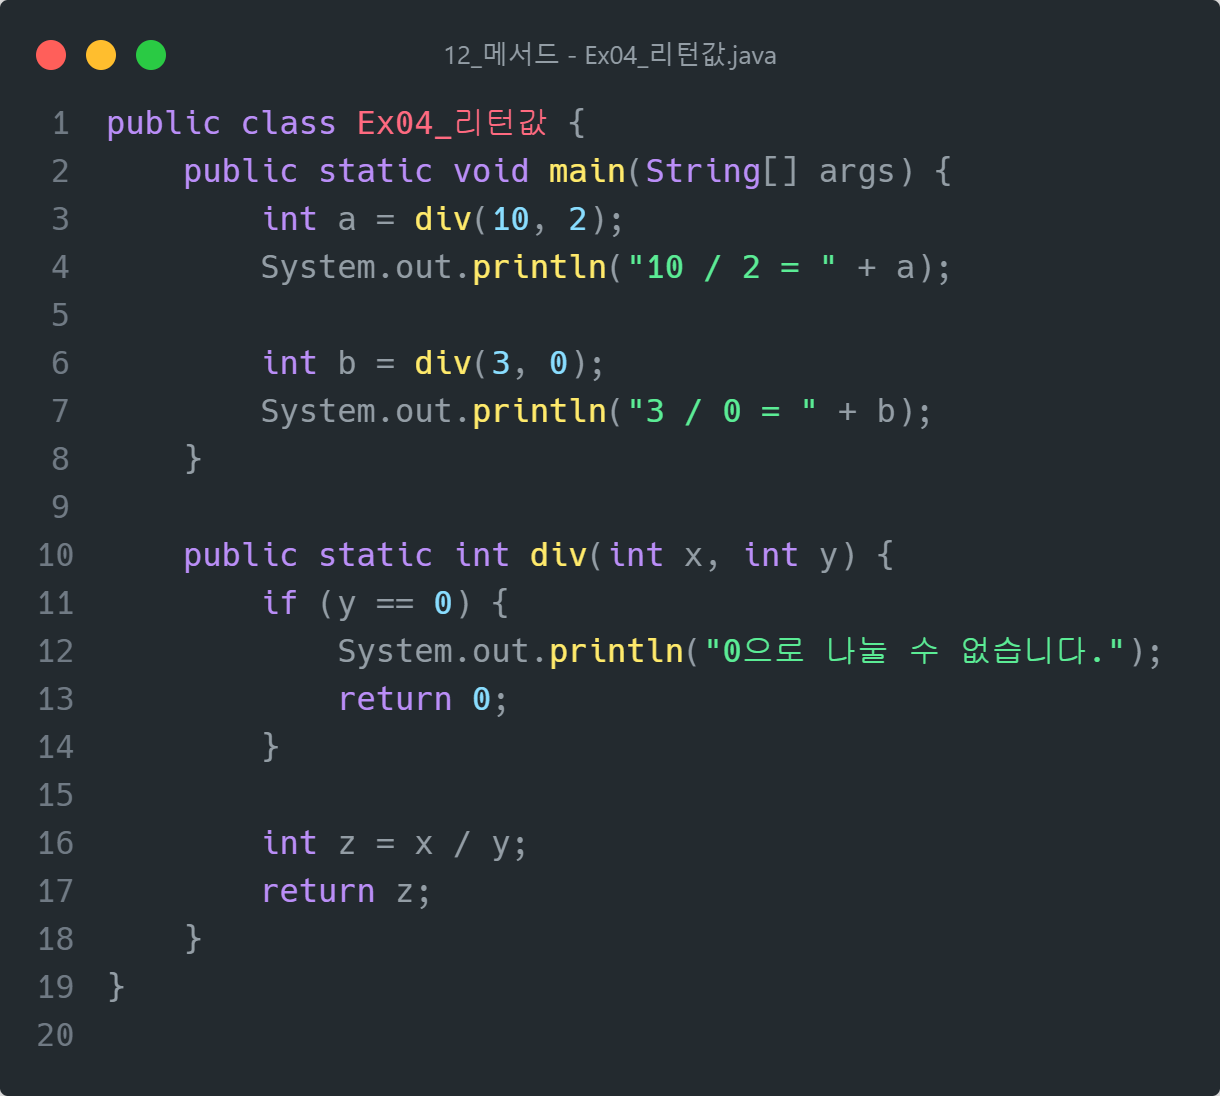 12_메서드 - Ex04_리턴값.java
1 public class Ex04_리턴값 {
2     public static void main(String[] args) {
3         int a = div(10, 2);
4         System.out.println("10 / 2 = " + a);
5
6         int b = div(3, 0);
7         System.out.println("3 / 0 = " + b);
8     }
9
10     public static int div(int x, int y) {
11         if (y == 0) {
12             System.out.println("0으로 나눌 수 없습니다.");
13             return 0;
14         }
15
16         int z = x / y;
17         return z;
18     }
19 }
20